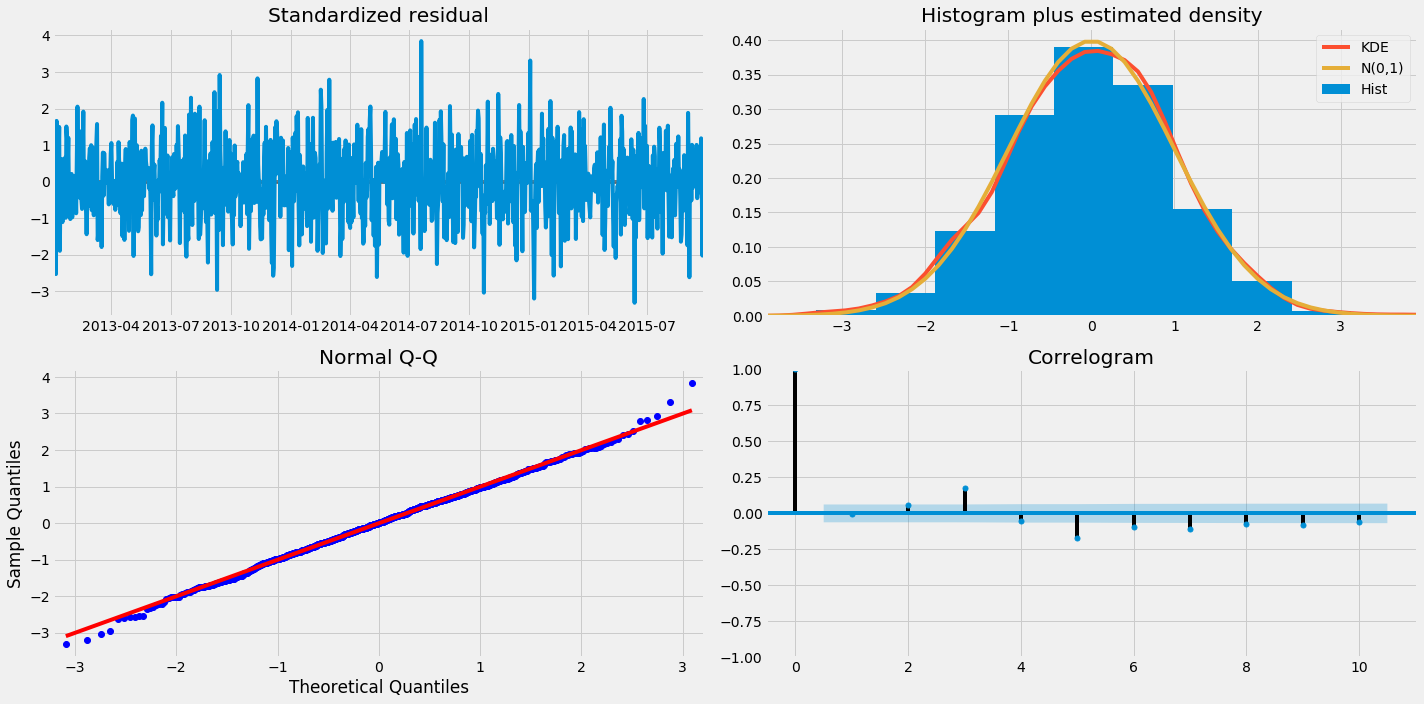 Standardized residual
4
3
2
1
0
−1
−2
−3
2013-04 2013-07 2013-10 2014-01 2014-04 2014-07 2014-10 2015-01 2015-04 2015-07
Histogram plus estimated density
0.40
0.35
0.30
0.25
0.20
0.15
0.10
0.05
0.00
KDE
N(0,1)
Hist
−3 −2 −1 0 1 2 3
Normal Q-Q
Sample Quantiles
4
3
2
1
0
−1
−2
−3
−3 −2 −1 0 1 2 3
Theoretical Quantiles
Correlogram
1.00
0.75
0.50
0.25
0.00
−0.25
−0.50
−0.75
−1.00
0 2 4 6 8 10